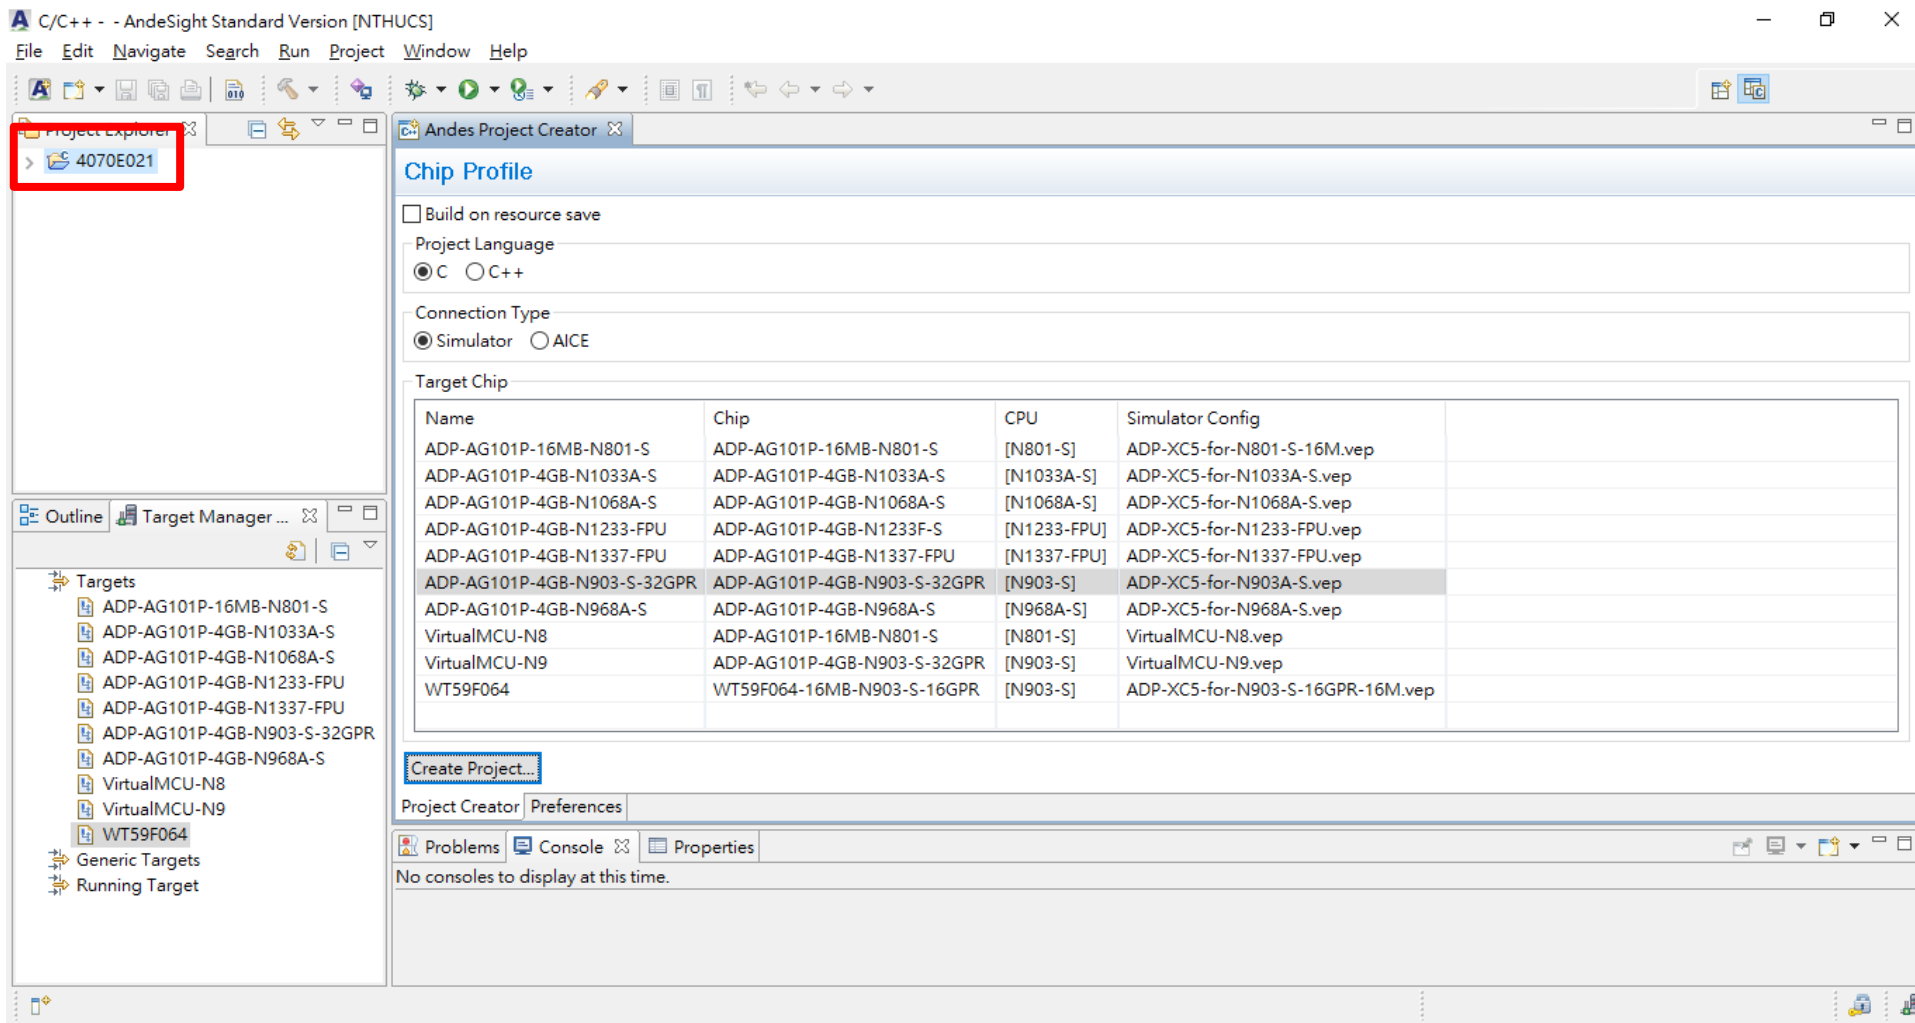 C/C++ - - AndeSight Standard Version [NTHUCS]
File Edit Navigate Search Run Project Window Help
Project Explorer
4070E021
Andes Project Creator
Chip Profile
Build on resource save
Project Language
C C++
Connection Type
Simulator AICE
Target Chip
Name Chip CPU Simulator Config
ADP-AG101P-16MB-N801-S ADP-AG101P-16MB-N801-S [N801-S] ADP-XC5-for-N801-S-16M.vep
ADP-AG101P-4GB-N1033A-S ADP-AG101P-4GB-N1033A-S [N1033A-S] ADP-XC5-for-N1033A-S.vep
ADP-AG101P-4GB-N1068A-S ADP-AG101P-4GB-N1068A-S [N1068A-S] ADP-XC5-for-N1068A-S.vep
ADP-AG101P-4GB-N1233-FPU ADP-AG101P-4GB-N1233F-S [N1233-FPU] ADP-XC5-for-N1233-FPU.vep
ADP-AG101P-4GB-N1337-FPU ADP-AG101P-4GB-N1337-FPU [N1337-FPU] ADP-XC5-for-N1337-FPU.vep
ADP-AG101P-4GB-N903-S-32GPR ADP-AG101P-4GB-N903-S-32GPR [N903-S] ADP-XC5-for-N903A-S.vep
ADP-AG101P-4GB-N968A-S ADP-AG101P-4GB-N968A-S [N968A-S] ADP-XC5-for-N968A-S.vep
VirtualMCU-N8 ADP-AG101P-16MB-N801-S [N801-S] VirtualMCU-N8.vep
VirtualMCU-N9 ADP-AG101P-4GB-N903-S-32GPR [N903-S] VirtualMCU-N9.vep
WT59F064 WT59F064-16MB-N903-S-16GPR [N903-S] ADP-XC5-for-N903-S-16GPR-16M.vep
Create Project...
Project Creator Preferences
Outline Target Manager ...
Targets
ADP-AG101P-16MB-N801-S
ADP-AG101P-4GB-N1033A-S
ADP-AG101P-4GB-N1068A-S
ADP-AG101P-4GB-N1233-FPU
ADP-AG101P-4GB-N1337-FPU
ADP-AG101P-4GB-N903-S-32GPR
ADP-AG101P-4GB-N968A-S
VirtualMCU-N8
VirtualMCU-N9
WT59F064
Generic Targets
Running Target
Problems Console Properties
No consoles to display at this time.